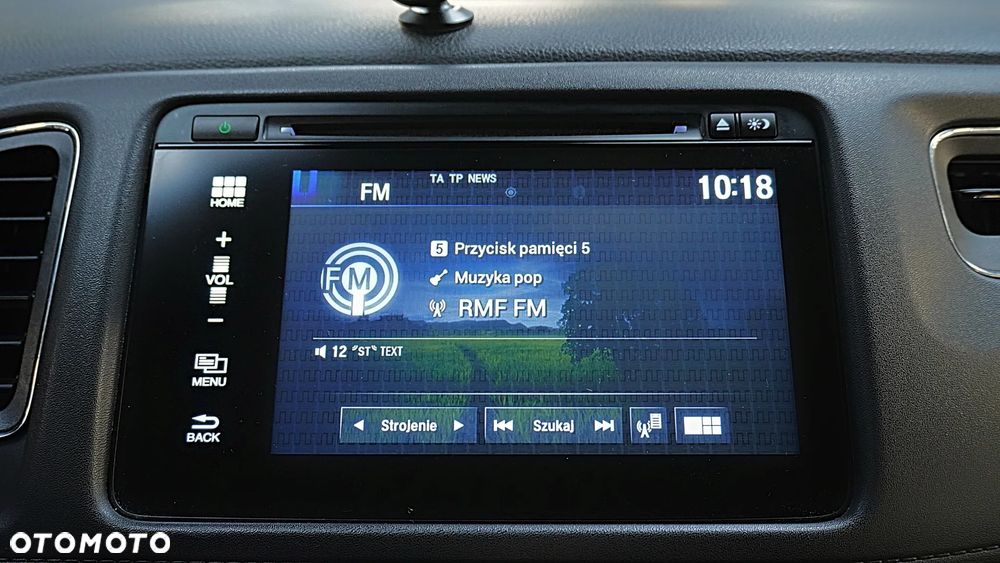 HOME
+
VOL
−
MENU
BACK
FM
TA TP NEWS
10:18
FM
5 Przycisk pamięci 5
Muzyka pop
RMF FM
12 "ST" TEXT
Strojenie
Szukaj
OTOMOTO